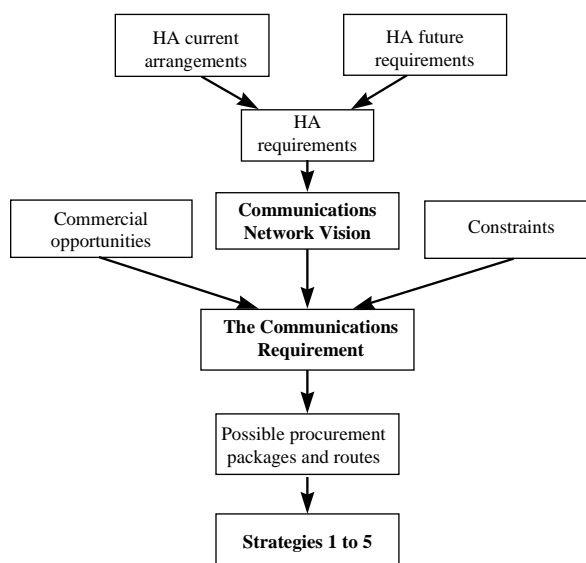 HA current
arrangements
HA future
requirements
HA
requirements
Communications
Network Vision
Commercial
opportunities
Constraints
The Communications
Requirement
Possible procurement
packages and routes
Strategies 1 to 5